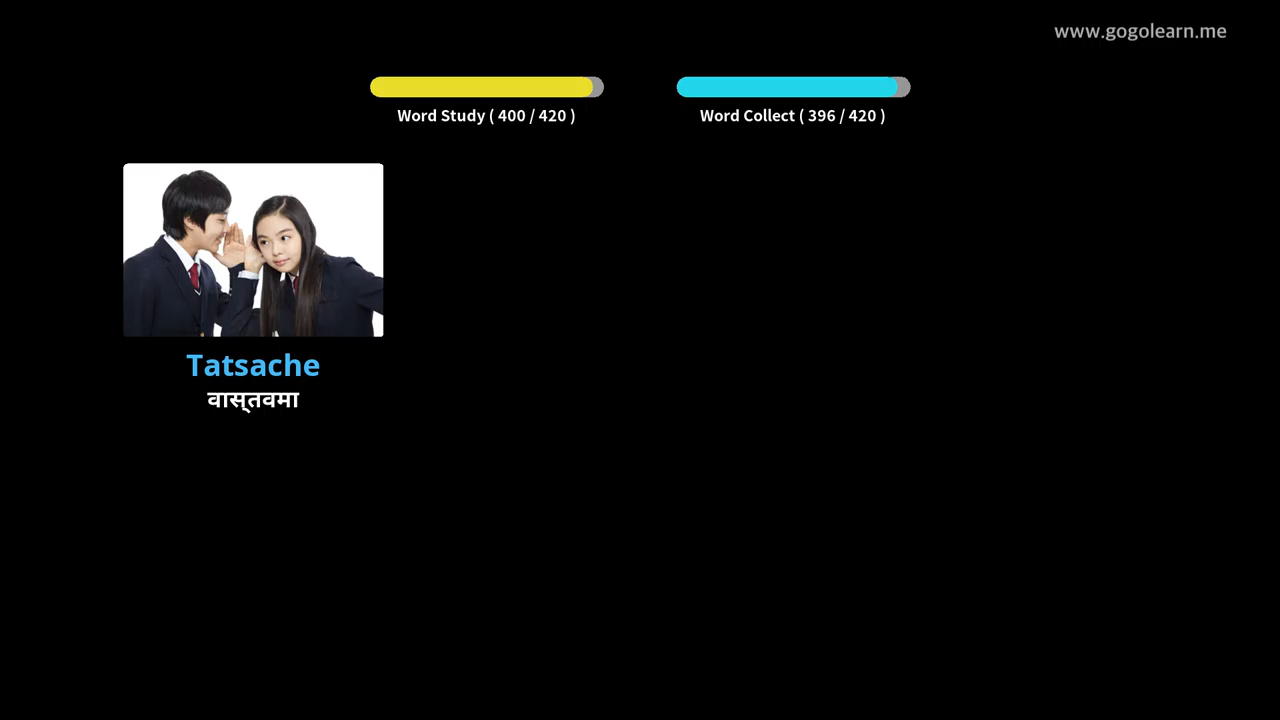 www.gogolearn.me
Word Study ( 400 / 420 )
Word Collect ( 396 / 420 )
Tatsache
वास्तवमा